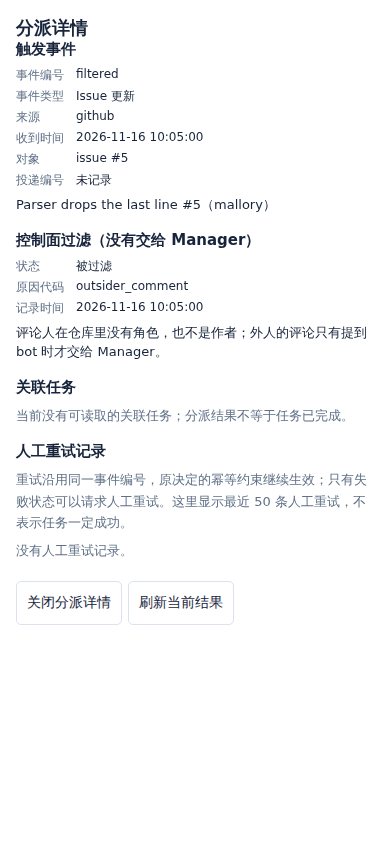 分派详情
触发事件
事件编号 filtered
事件类型 Issue 更新
来源 github
收到时间 2026-11-16 10:05:00
对象 issue #5
投递编号 未记录
Parser drops the last line #5（mallory）
控制面过滤（没有交给 Manager）
状态 被过滤
原因代码 outsider_comment
记录时间 2026-11-16 10:05:00
评论人在仓库里没有角色，也不是作者；外人的评论只有提到
bot 时才交给 Manager。
关联任务
当前没有可读取的关联任务；分派结果不等于任务已完成。
人工重试记录
重试沿用同一事件编号，原决定的幂等约束继续生效；只有失
败状态可以请求人工重试。这里显示最近 50 条人工重试，不
表示任务一定成功。
没有人工重试记录。
关闭分派详情 刷新当前结果